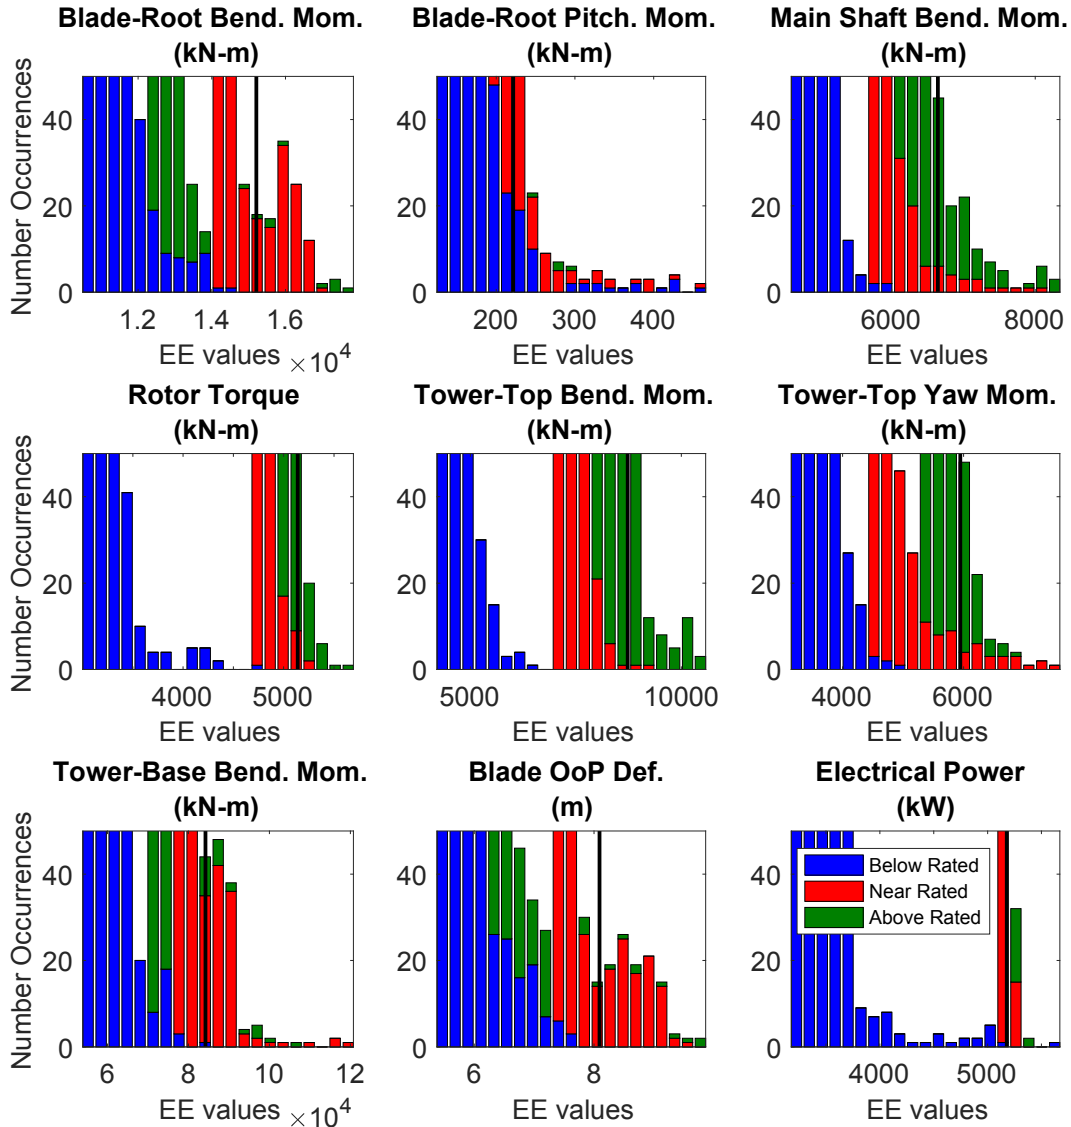 Blade-Root Bend. Mom.
(kN-m)
Blade-Root Pitch. Mom.
(kN-m)
Main Shaft Bend. Mom.
(kN-m)
Number Occurrences
40
20
0
1.2
1.4
1.6
EE values
×10^4
40
20
0
200
300
400
EE values
40
20
0
6000
8000
EE values
Rotor Torque
(kN-m)
Tower-Top Bend. Mom.
(kN-m)
Tower-Top Yaw Mom.
(kN-m)
Number Occurrences
40
20
0
4000
5000
EE values
40
20
0
5000
10000
EE values
40
20
0
4000
6000
EE values
Tower-Base Bend. Mom.
(kN-m)
Blade OoP Def.
(m)
Electrical Power
(kW)
Number Occurrences
40
20
0
6
8
10
12
EE values
×10^4
40
20
0
6
8
EE values
40
20
0
4000
5000
EE values
Below Rated
Near Rated
Above Rated